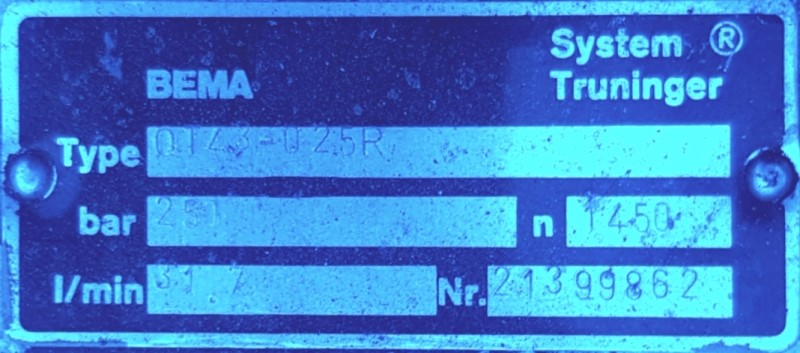 System ®
BEMA Truninger
Type QT43-025R
bar 250 n 1450
l/min 31.7 Nr. 21399862